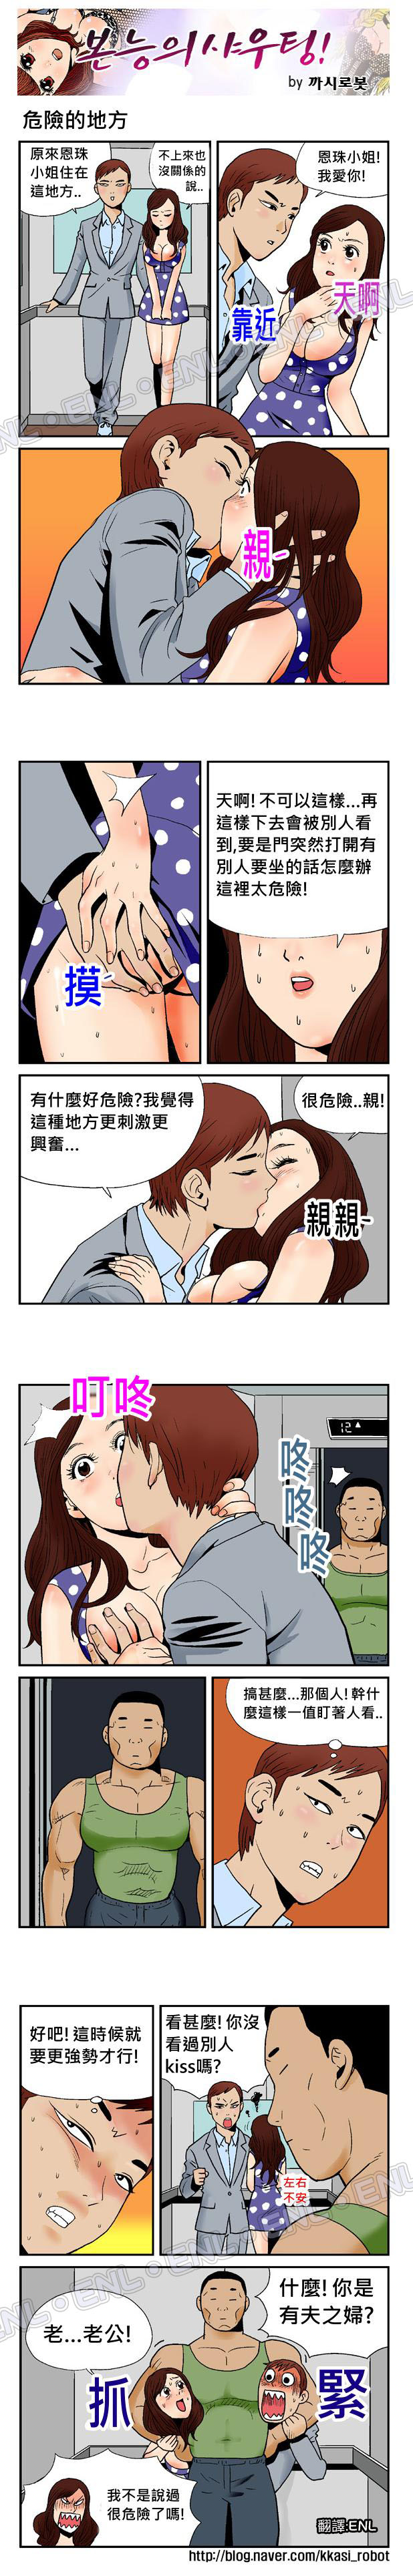 본능의샤우팅!
by 까시로봇
危險的地方
原來恩珠
小姐住在
這地方..
不上來也
沒關係的
說..
恩珠小姐!
我愛你!
靠近
天啊
親~
摸~
天啊! 不可以這樣...再
這樣下去會被別人看
到,要是門突然打開有
別人要坐的話怎麼辦
這裡太危險!
有什麼好危險?我覺得
這種地方更刺激更
興奮...
很危險..親!
親親~
叮咚
12▲
咚
咚
咚
搞甚麼...那個人! 幹什
麼這樣一值盯著人看..
好吧! 這時候就
要更強勢才行!
看甚麼! 你沒
看過別人
kiss嗎?
左右
不安
老...老公!
什麼! 你是
有夫之婦?
抓
緊
我不是說過
很危險了嗎!
翻譯:ENL
http://blog.naver.com/kkasi_robot
ENL • ENL • ENL • ENL
ENL • ENL • ENL • ENL